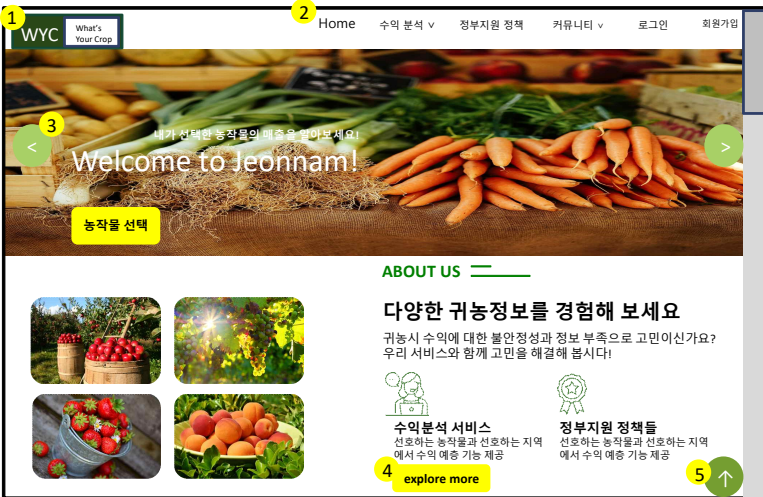 1
WYC
What's
Your Crop
2
Home
수익 분석 ∨
정부지원 정책
커뮤니티 ∨
로그인
회원가입
3
<
>
내가 선택한 농작물의 매출을 알아보세요!
Welcome to Jeonnam!
농작물 선택
ABOUT US
다양한 귀농정보를 경험해 보세요
귀농시 수익에 대한 불안정성과 정보 부족으로 고민이신가요?
우리 서비스와 함께 고민을 해결해 봅시다!
수익분석 서비스
선호하는 농작물과 선호하는 지역
에서 수익 예층 기능 제공
4
explore more
정부지원 정책들
선호하는 농작물과 선호하는 지역
에서 수익 예층 기능 제공
5